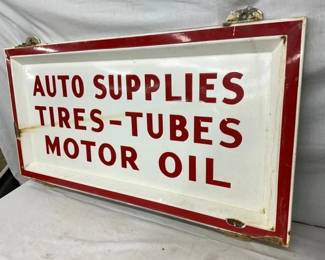 AUTO SUPPLIES
TIRES-TUBES
MOTOR OIL